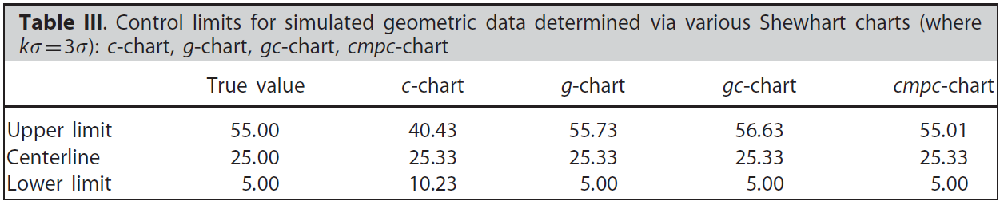 Table III. Control limits for simulated geometric data determined via various Shewhart charts (where
kσ=3σ): c-chart, g-chart, gc-chart, cmpc-chart
True value c-chart g-chart gc-chart cmpc-chart
Upper limit 55.00 40.43 55.73 56.63 55.01
Centerline 25.00 25.33 25.33 25.33 25.33
Lower limit 5.00 10.23 5.00 5.00 5.00